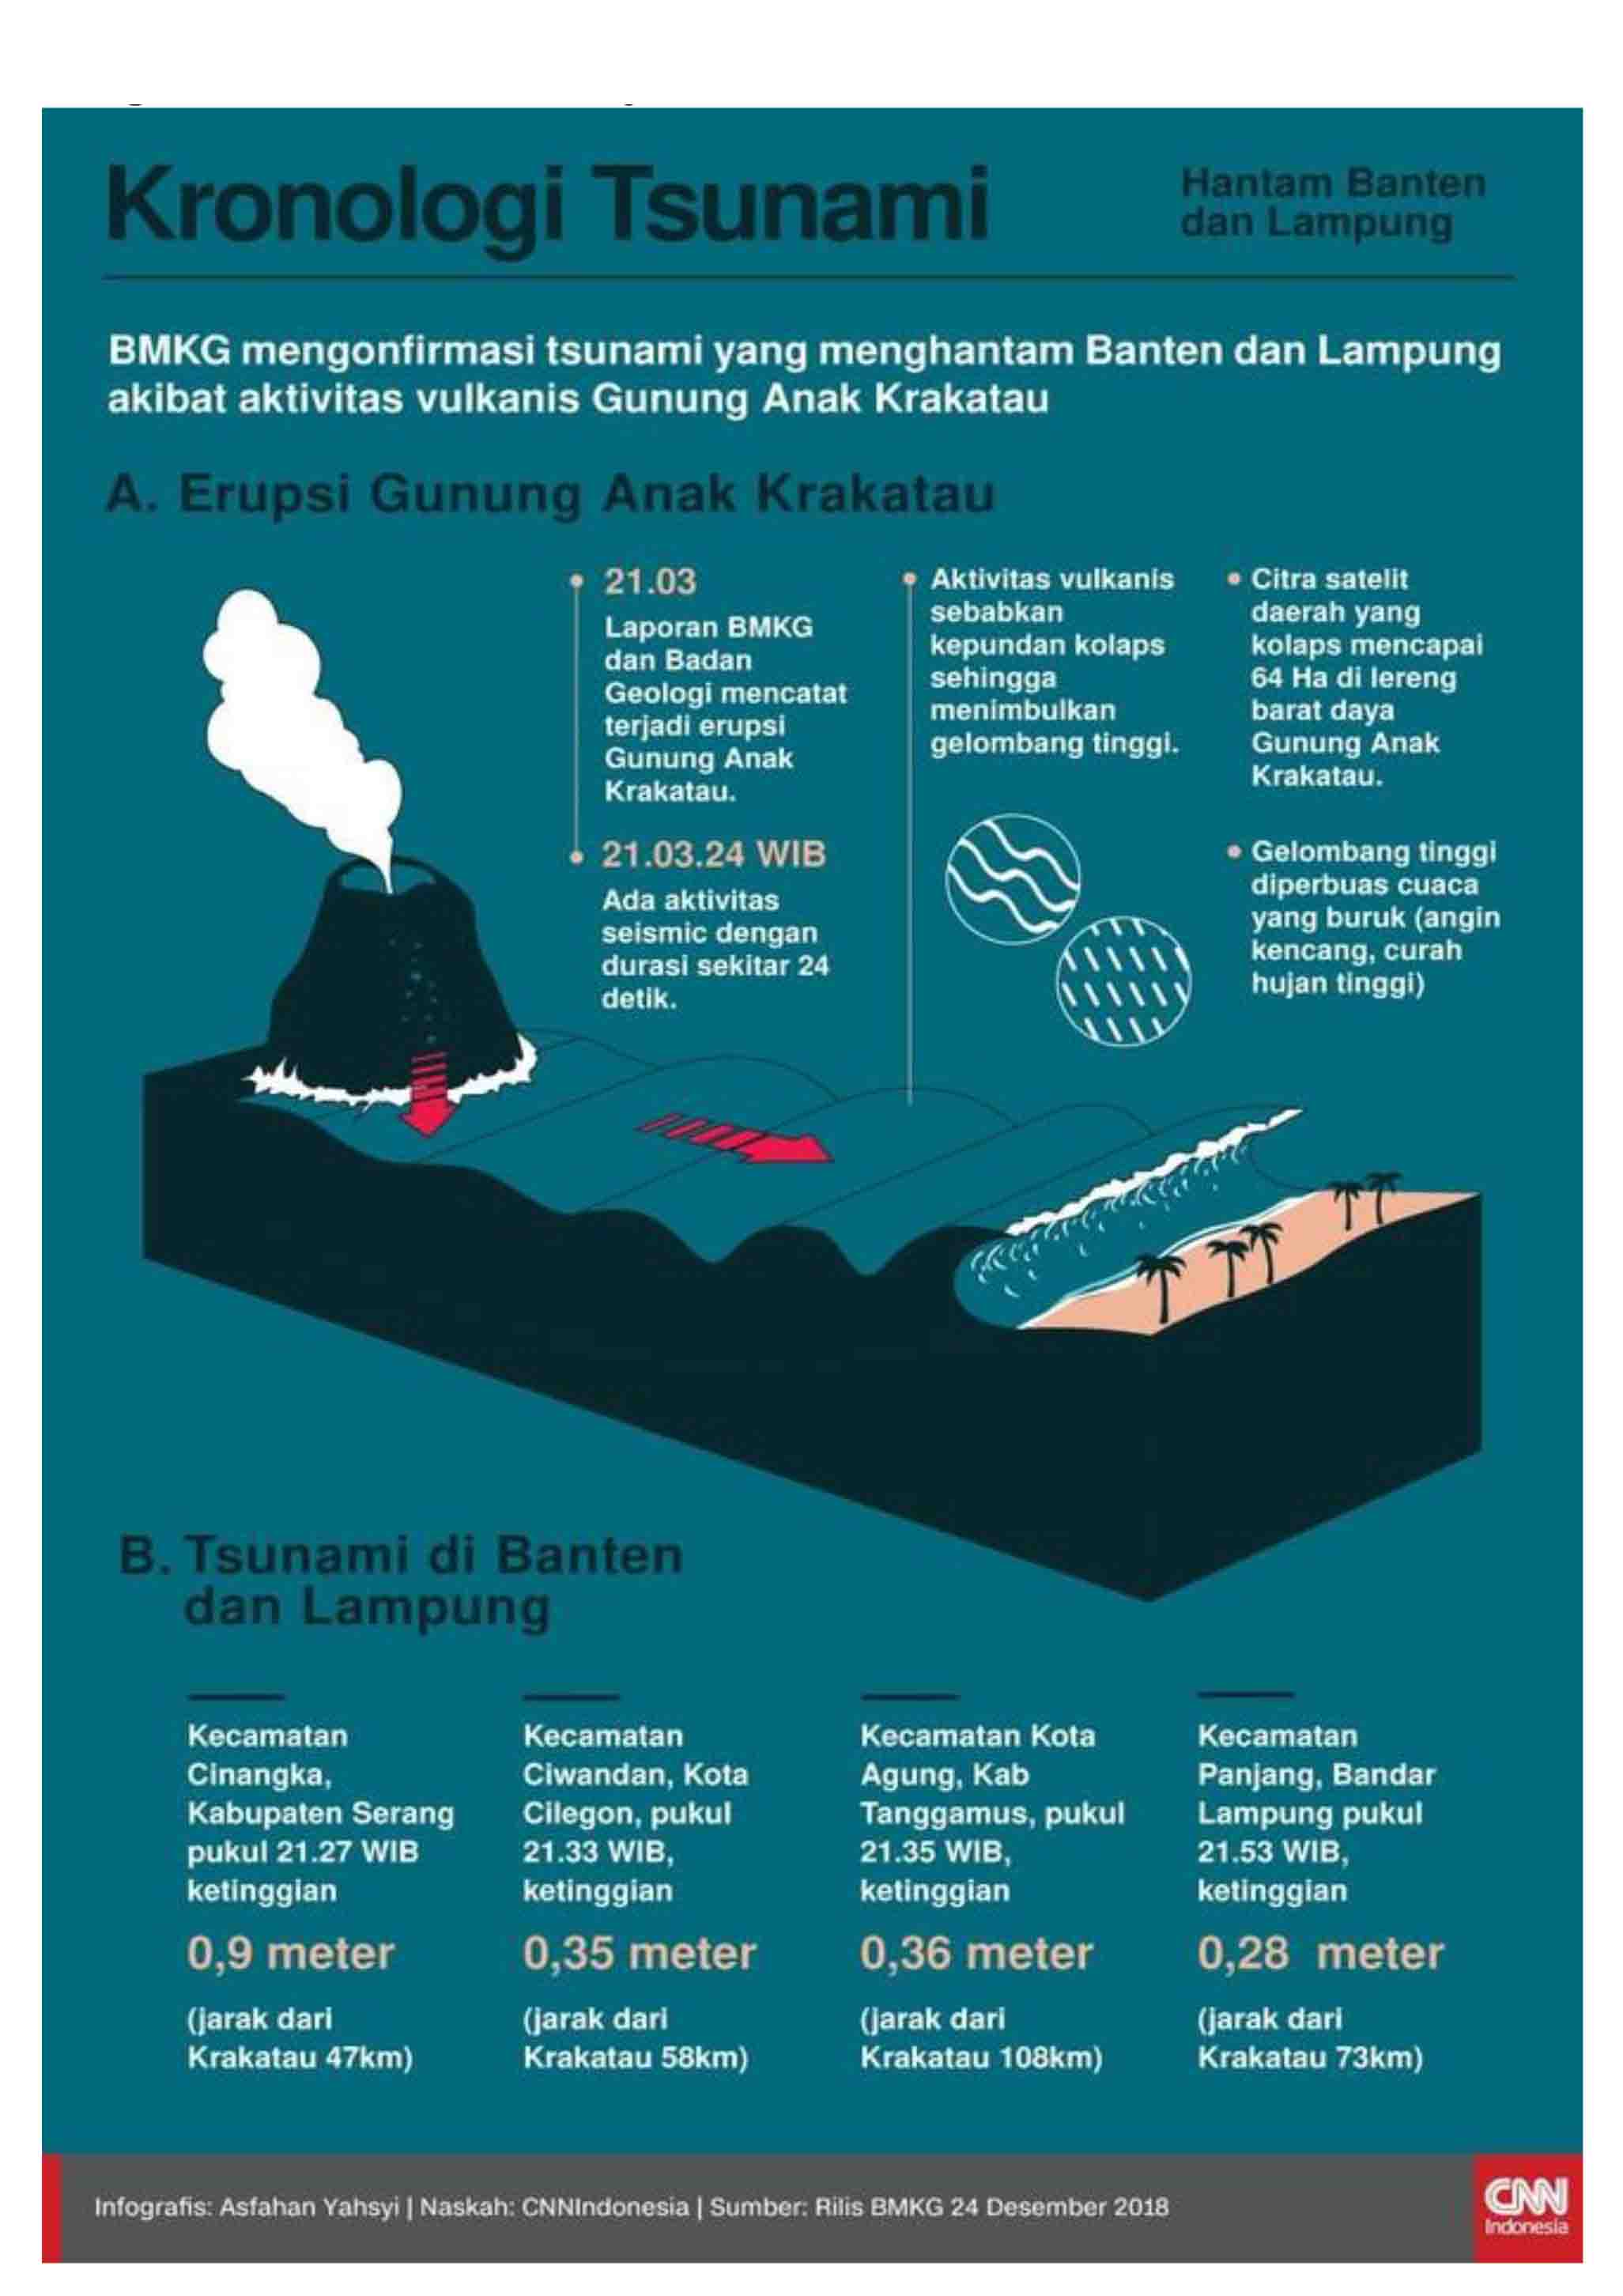 Kronologi Tsunami
Hantam Banten
dan Lampung
BMKG mengonfirmasi tsunami yang menghantam Banten dan Lampung
akibat aktivitas vulkanis Gunung Anak Krakatau
A. Erupsi Gunung Anak Krakatau
21.03
Laporan BMKG
dan Badan
Geologi mencatat
terjadi erupsi
Gunung Anak
Krakatau.
21.03.24 WIB
Ada aktivitas
seismic dengan
durasi sekitar 24
detik.
Aktivitas vulkanis
sebabkan
kepundan kolaps
sehingga
menimbulkan
gelombang tinggi.
Citra satelit
daerah yang
kolaps mencapai
64 Ha di lereng
barat daya
Gunung Anak
Krakatau.
Gelombang tinggi
diperbuas cuaca
yang buruk (angin
kencang, curah
hujan tinggi)
B. Tsunami di Banten
dan Lampung
Kecamatan
Cinangka,
Kabupaten Serang
pukul 21.27 WIB
ketinggian
0,9 meter
(jarak dari
Krakatau 47km)
Kecamatan
Ciwandan, Kota
Cilegon, pukul
21.33 WIB,
ketinggian
0,35 meter
(jarak dari
Krakatau 58km)
Kecamatan Kota
Agung, Kab
Tanggamus, pukul
21.35 WIB,
ketinggian
0,36 meter
(jarak dari
Krakatau 108km)
Kecamatan
Panjang, Bandar
Lampung pukul
21.53 WIB,
ketinggian
0,28 meter
(jarak dari
Krakatau 73km)
Infografis: Asfahan Yahsyi | Naskah: CNNIndonesia | Sumber: Rilis BMKG 24 Desember 2018
CNN
Indonesia